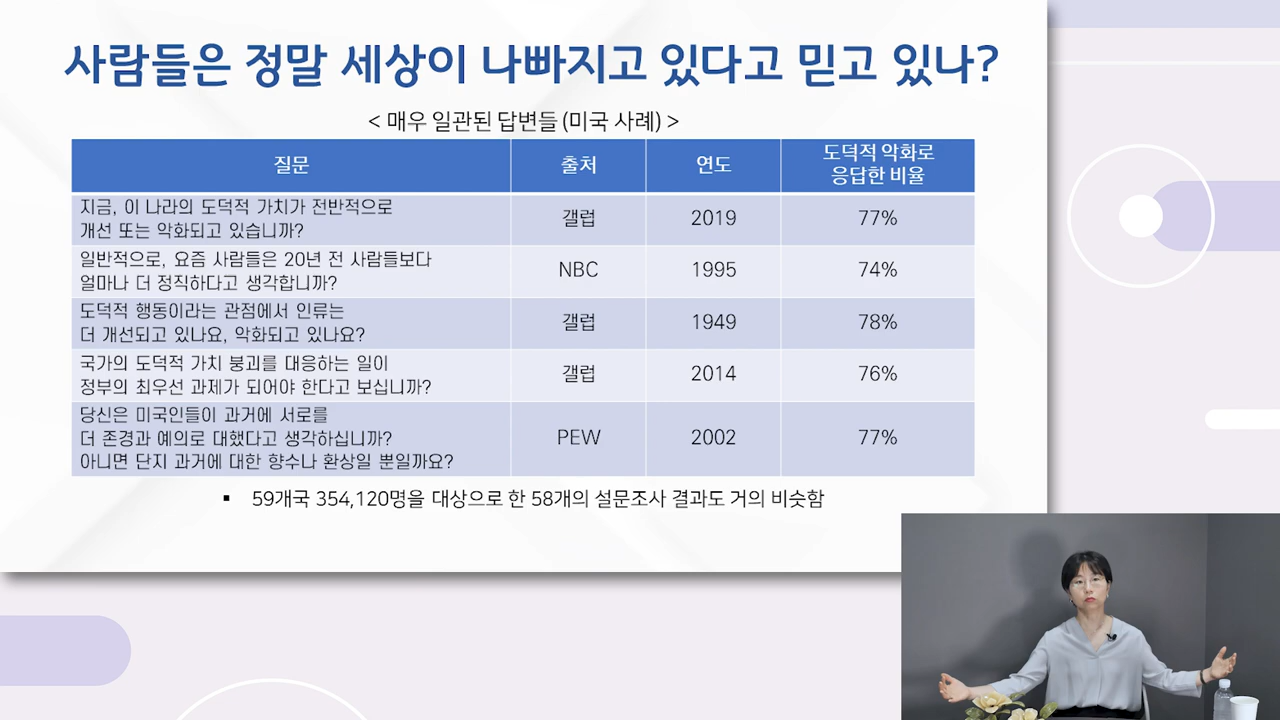 사람들은 정말 세상이 나빠지고 있다고 믿고 있나?
< 매우 일관된 답변들 (미국 사례) >
질문 출처 연도 도덕적 악화로
응답한 비율
지금, 이 나라의 도덕적 가치가 전반적으로
개선 또는 악화되고 있습니까? 갤럽 2019 77%
일반적으로, 요즘 사람들은 20년 전 사람들보다
얼마나 더 정직하다고 생각합니까? NBC 1995 74%
도덕적 행동이라는 관점에서 인류는
더 개선되고 있나요, 악화되고 있나요? 갤럽 1949 78%
국가의 도덕적 가치 붕괴를 대응하는 일이
정부의 최우선 과제가 되어야 한다고 보십니까? 갤럽 2014 76%
당신은 미국인들이 과거에 서로를
더 존경과 예의로 대했다고 생각하십니까? PEW 2002 77%
아니면 단지 과거에 대한 향수나 환상일 뿐일까요?
▪ 59개국 354,120명을 대상으로 한 58개의 설문조사 결과도 거의 비슷함